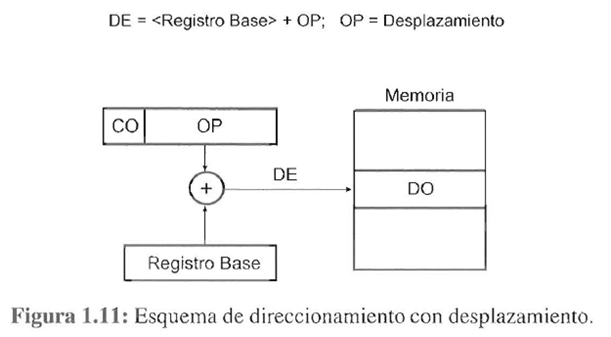 DE = <Registro Base> + OP; OP = Desplazamiento
Memoria
CO OP
DE
+
DO
Registro Base
Figura 1.11: Esquema de direccionamiento con desplazamiento.